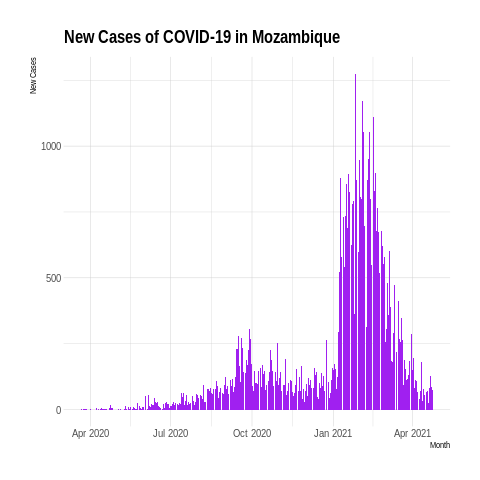 New Cases of COVID-19 in Mozambique
New Cases
1000
500
0
Apr 2020 Jul 2020 Oct 2020 Jan 2021 Apr 2021
Month